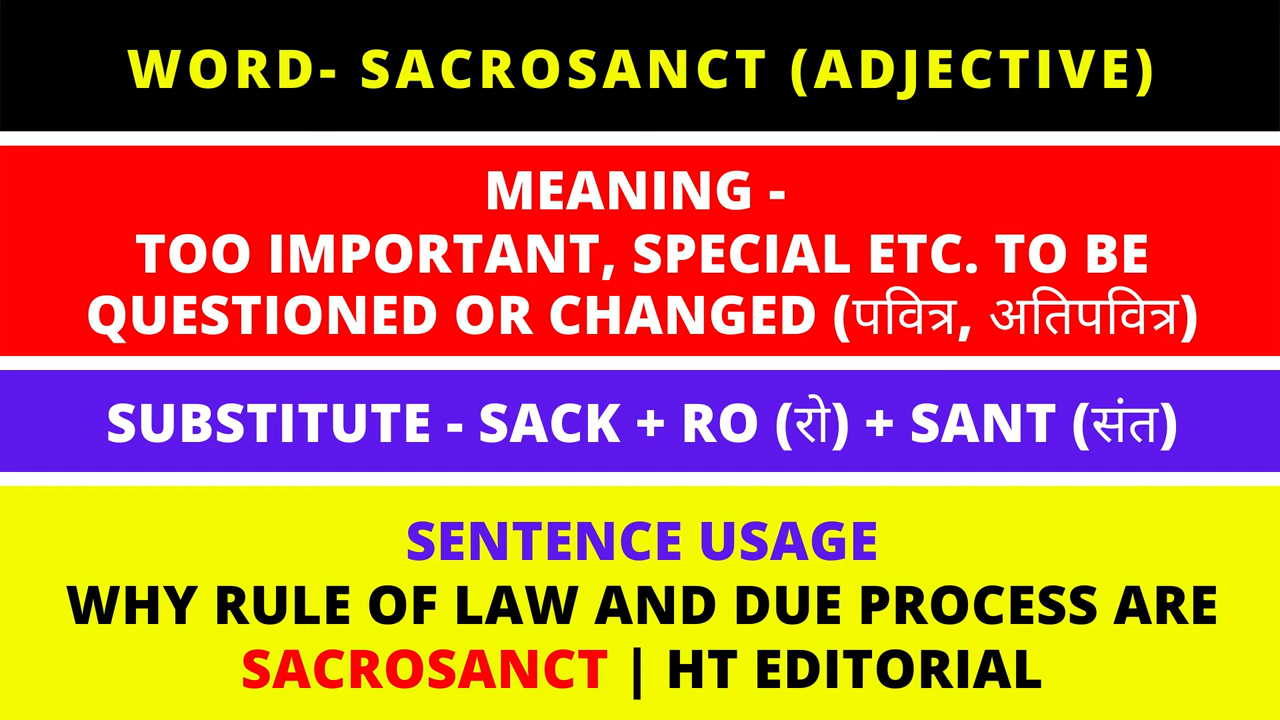 WORD- SACROSANCT (ADJECTIVE)
MEANING -
TOO IMPORTANT, SPECIAL ETC. TO BE
QUESTIONED OR CHANGED (पवित्र, अतिपवित्र)
SUBSTITUTE - SACK + RO (रो) + SANT (संत)
SENTENCE USAGE
WHY RULE OF LAW AND DUE PROCESS ARE
SACROSANCT | HT EDITORIAL